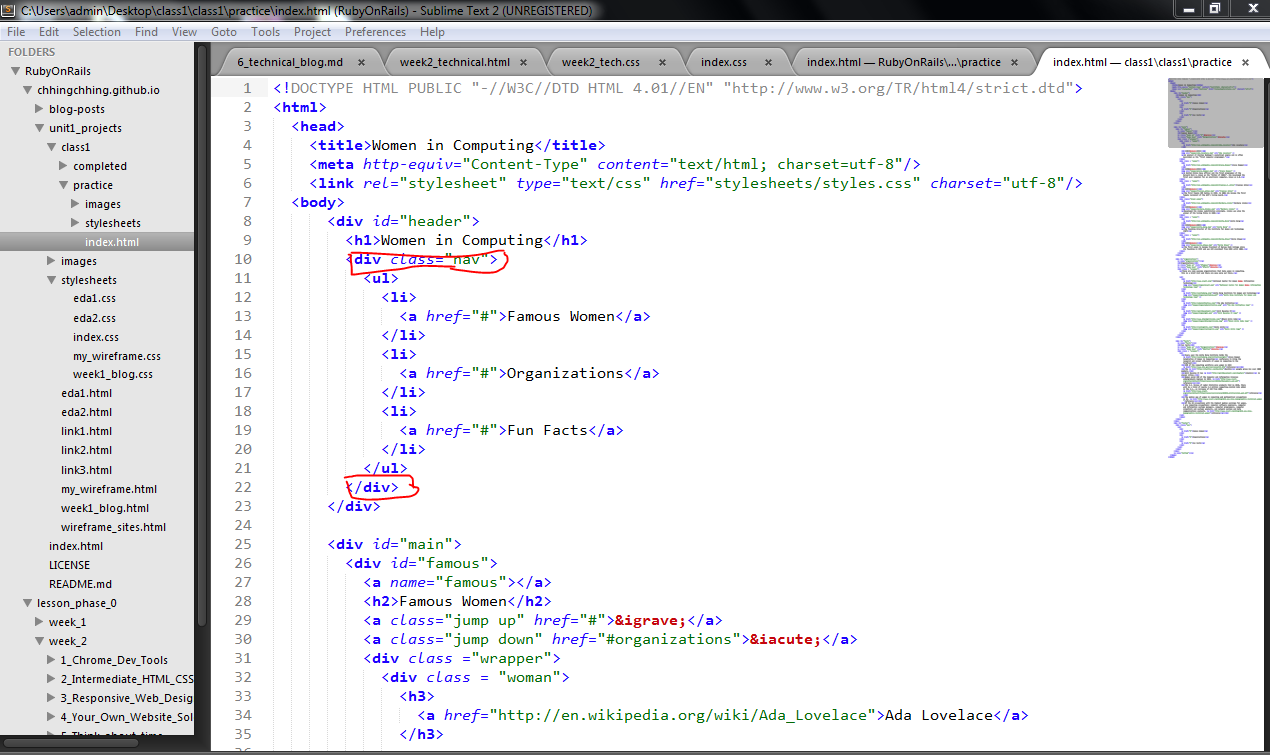 C:\Users\admin\Desktop\class1\class1\practice\index.html (RubyOnRails) - Sublime Text 2 (UNREGISTERED)
File Edit Selection Find View Goto Tools Project Preferences Help
FOLDERS
RubyOnRails
chhingchhing.github.io
blog-posts
unit1_projects
class1
completed
practice
images
stylesheets
index.html
images
stylesheets
eda1.css
eda2.css
index.css
my_wireframe.css
week1_blog.css
eda1.html
eda2.html
link1.html
link2.html
link3.html
my_wireframe.html
week1_blog.html
wireframe_sites.html
index.html
LICENSE
README.md
lesson_phase_0
week_1
week_2
1_Chrome_Dev_Tools
2_Intermediate_HTML_CSS
3_Responsive_Web_Desig
4_Your_Own_Website_Sol
6_technical_blog.md × week2_technical.html × week2_tech.css × index.css × index.html — RubyOnRails\...\practice × index.html — class1\class1\practice ×
1 <!DOCTYPE HTML PUBLIC "-//W3C//DTD HTML 4.01//EN" "http://www.w3.org/TR/html4/strict.dtd">
2 <html>
3 <head>
4 <title>Women in Computing</title>
5 <meta http-equiv="Content-Type" content="text/html; charset=utf-8"/>
6 <link rel="stylesheet" type="text/css" href="stylesheets/styles.css" charset="utf-8"/>
7 <body>
8 <div id="header">
9 <h1>Women in Computing</h1>
10 <div class="nav">
11 <ul>
12 <li>
13 <a href="#">Famous Women</a>
14 </li>
15 <li>
16 <a href="#">Organizations</a>
17 </li>
18 <li>
19 <a href="#">Fun Facts</a>
20 </li>
21 </ul>
22 </div>
23 </div>
24
25 <div id="main">
26 <div id="famous">
27 <a name="famous"></a>
28 <h2>Famous Women</h2>
29 <a class="jump up" href="#">&igrave;</a>
30 <a class="jump down" href="#organizations">&iacute;</a>
31 <div class ="wrapper">
32 <div class = "woman">
33 <h3>
34 <a href="http://en.wikipedia.org/wiki/Ada_Lovelace">Ada Lovelace</a>
35 </h3>